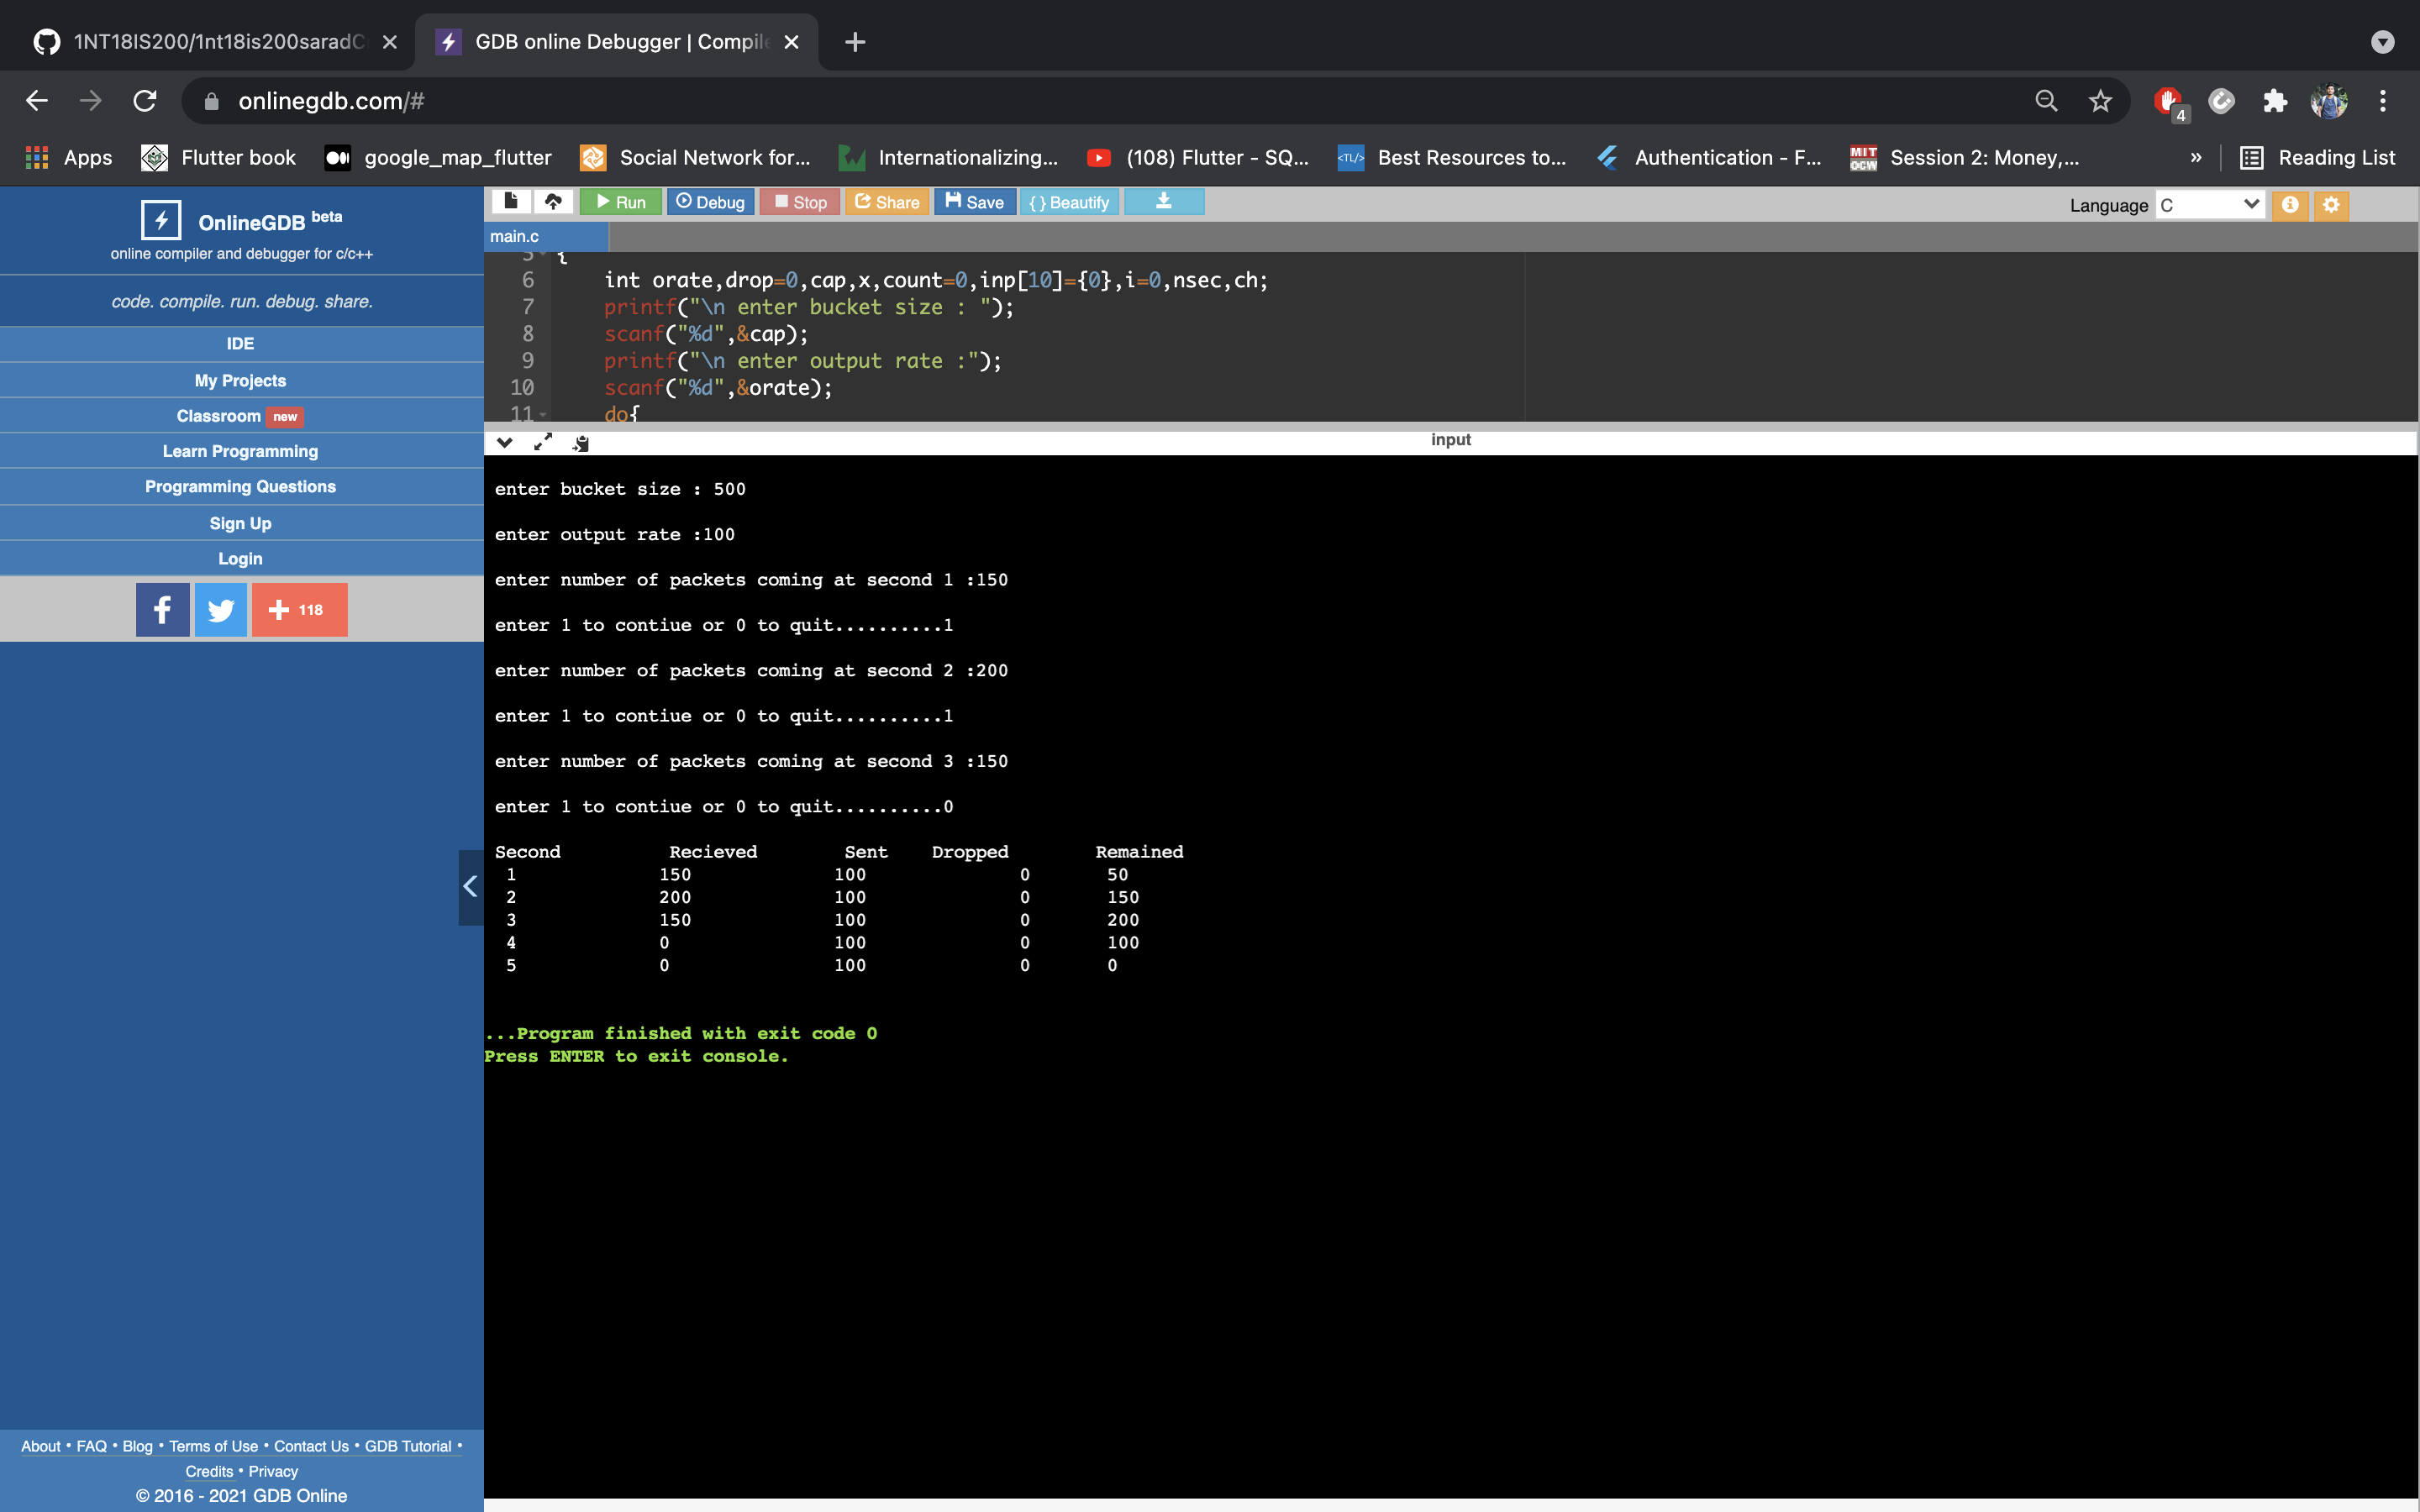 1NT18IS200/1nt18is200saradC
GDB online Debugger | Compile
onlinegdb.com/#
4
Apps
Flutter book
google_map_flutter
Social Network for...
Internationalizing...
(108) Flutter - SQ...
<TL/>
Best Resources to...
Authentication - F...
MIT
OCW
Session 2: Money,...
»
Reading List
OnlineGDB beta
online compiler and debugger for c/c++
code. compile. run. debug. share.
IDE
My Projects
Classroom new
Learn Programming
Programming Questions
Sign Up
Login
118
About • FAQ • Blog • Terms of Use • Contact Us • GDB Tutorial •
Credits • Privacy
© 2016 - 2021 GDB Online
Run
Debug
Stop
Share
Save
{ } Beautify
Language C
main.c
5 {
6 int orate,drop=0,cap,x,count=0,inp[10]={0},i=0,nsec,ch;
7 printf("\n enter bucket size : ");
8 scanf("%d",&cap);
9 printf("\n enter output rate :");
10 scanf("%d",&orate);
11 do{
input
enter bucket size : 500
enter output rate :100
enter number of packets coming at second 1 :150
enter 1 to contiue or 0 to quit..........1
enter number of packets coming at second 2 :200
enter 1 to contiue or 0 to quit..........1
enter number of packets coming at second 3 :150
enter 1 to contiue or 0 to quit..........0
Second Recieved Sent Dropped Remained
1 150 100 0 50
2 200 100 0 150
3 150 100 0 200
4 0 100 0 100
5 0 100 0 0
...Program finished with exit code 0
Press ENTER to exit console.